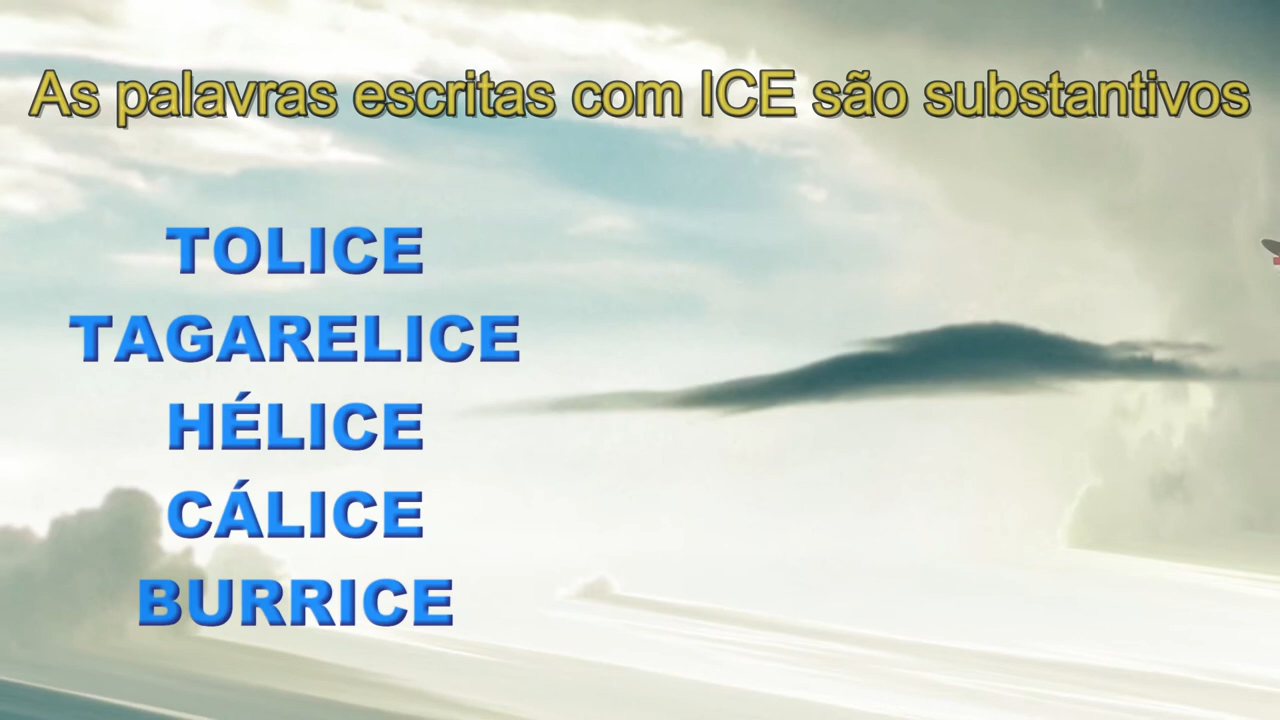 As palavras escritas com ICE são substantivos
TOLICE
TAGARELICE
HÉLICE
CÁLICE
BURRICE